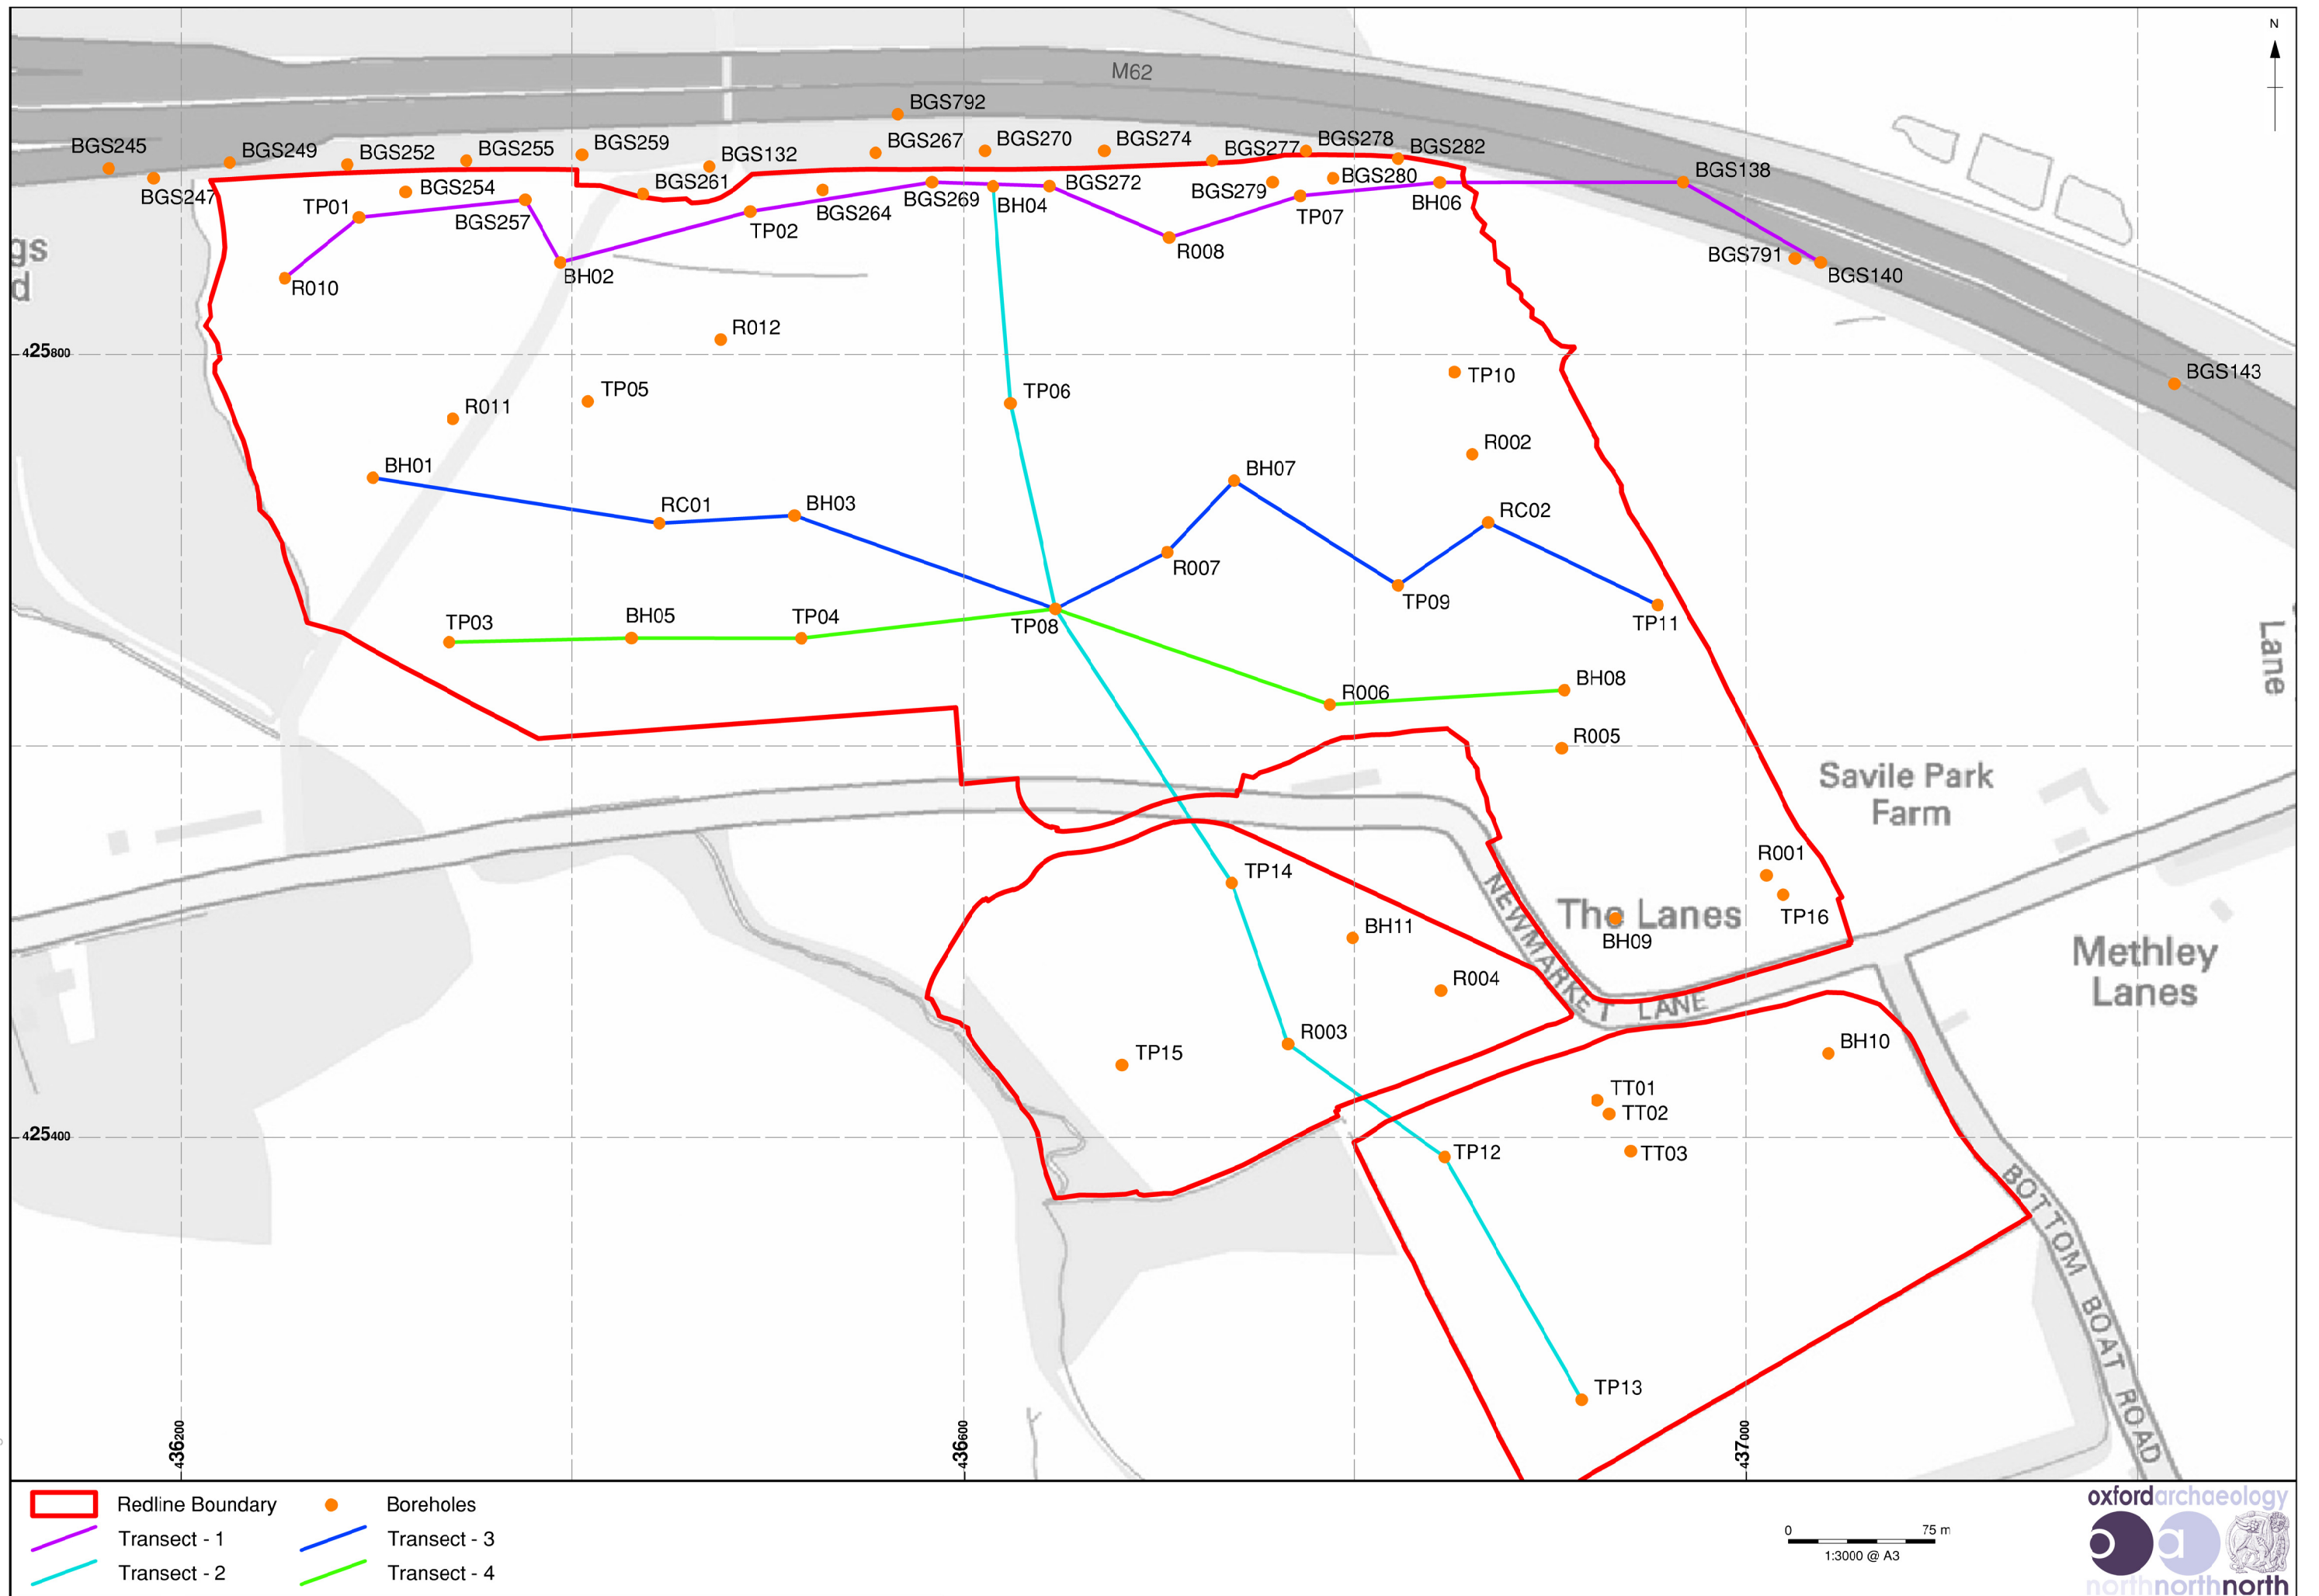 N
M62
BGS792
BGS245
BGS249
BGS252
BGS255
BGS259
BGS132
BGS267
BGS270
BGS274
BGS277
BGS278
BGS282
BGS247
BGS254
BGS261
BGS279
BGS280
BGS138
TP01
BGS257
TP02
BGS264
BGS269
BH04
BGS272
TP07
BH06
gs
d
R010
BH02
R008
BGS791
BGS140
R012
425800
TP10
BGS143
R011
TP05
TP06
BH01
RC01
BH03
BH07
R002
RC02
R007
TP09
TP11
TP03
BH05
TP04
TP08
Lane
R006
BH08
R005
Savile Park
Farm
TP14
R001
NEWMARKET LANE
The Lanes
TP16
BH11
BH09
Methley
Lanes
R004
R003
TP15
BH10
TT01
TT02
425400
TP12
TT03
BOTTOM BOAT ROAD
TP13
436200
436600
437000
Redline Boundary
Boreholes
Transect - 1
Transect - 3
Transect - 2
Transect - 4
0
75 m
1:3000 @ A3
oxfordarchaeology
o a
northnorthnorth